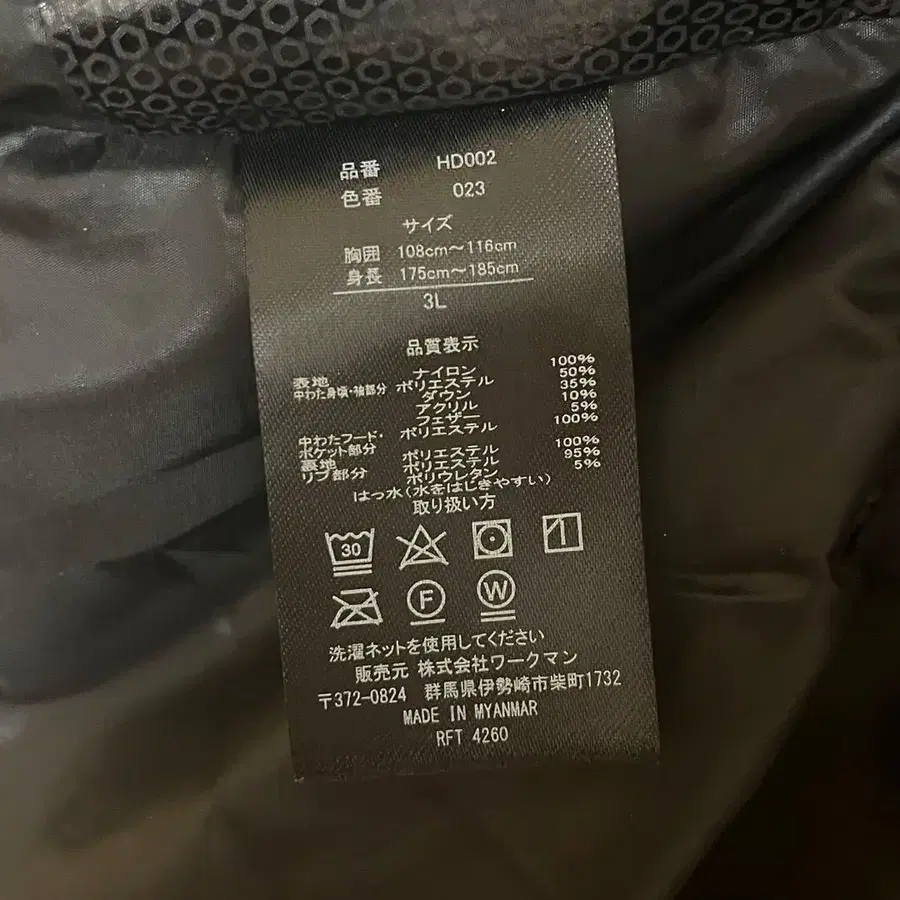 品番 HD002
色番 023
サイズ
胸囲 108cm～116cm
身長 175cm～185cm
3L
品質表示
表地 ナイロン 100%
中わた身頃・袖部分 ポリエステル 50%
ダウン 35%
アクリル 10%
フェザー 5%
中わたフード・ポリエステル 100%
ポケット部分
裏地 ポリエステル 100%
リブ部分 ポリエステル 95%
ポリウレタン 5%
はっ水(水をはじきやすい)
取り扱い方
30
F W
洗濯ネットを使用してください
販売元 株式会社ワークマン
〒372-0824 群馬県伊勢崎市柴町1732
MADE IN MYANMAR
RFT 4260